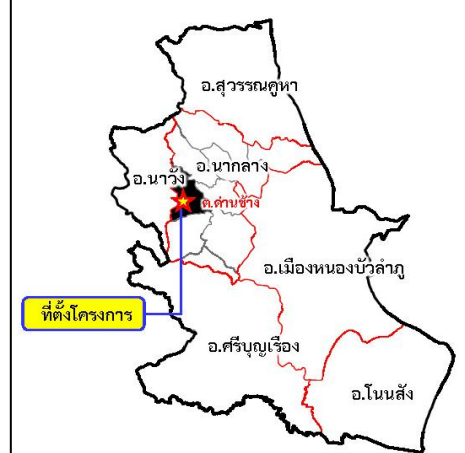 อ.สุวรรณคูหา
อ.นากลาง
อ.นาวัง
ต.ด่านช้าง
อ.เมืองหนองบัวลำภู
ที่ตั้งโครงการ
อ.ศรีบุญเรือง
อ.โนนสัง